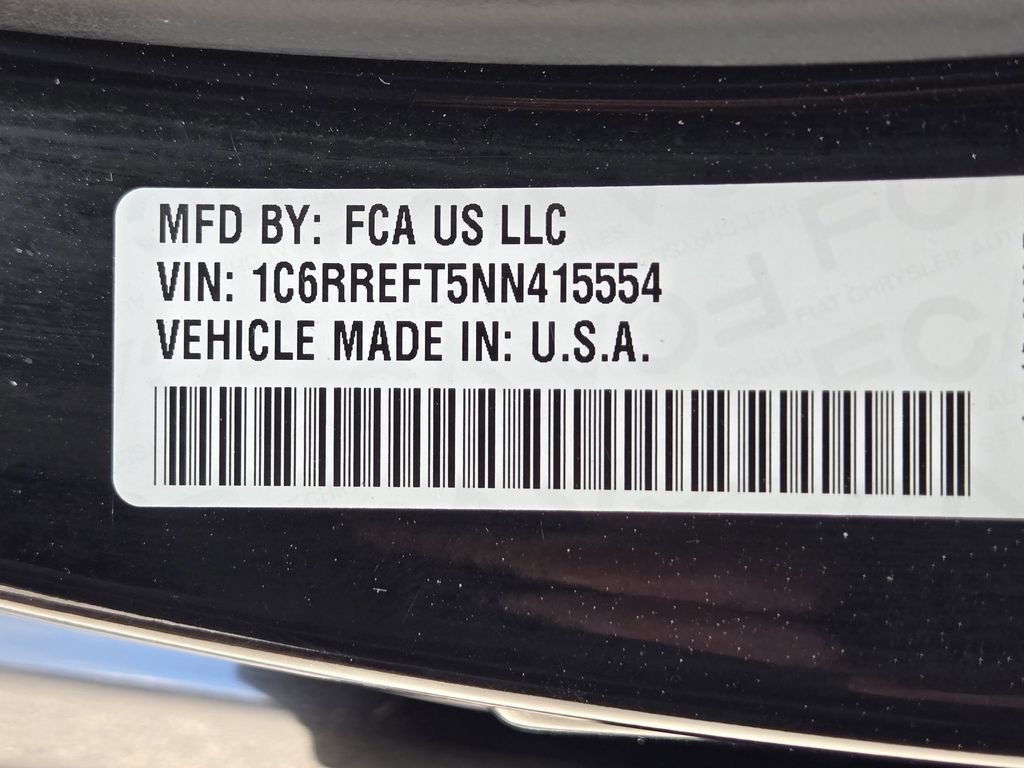 MFD BY: FCA US LLC
VIN: 1C6RREFT5NN415554
VEHICLE MADE IN: U.S.A.